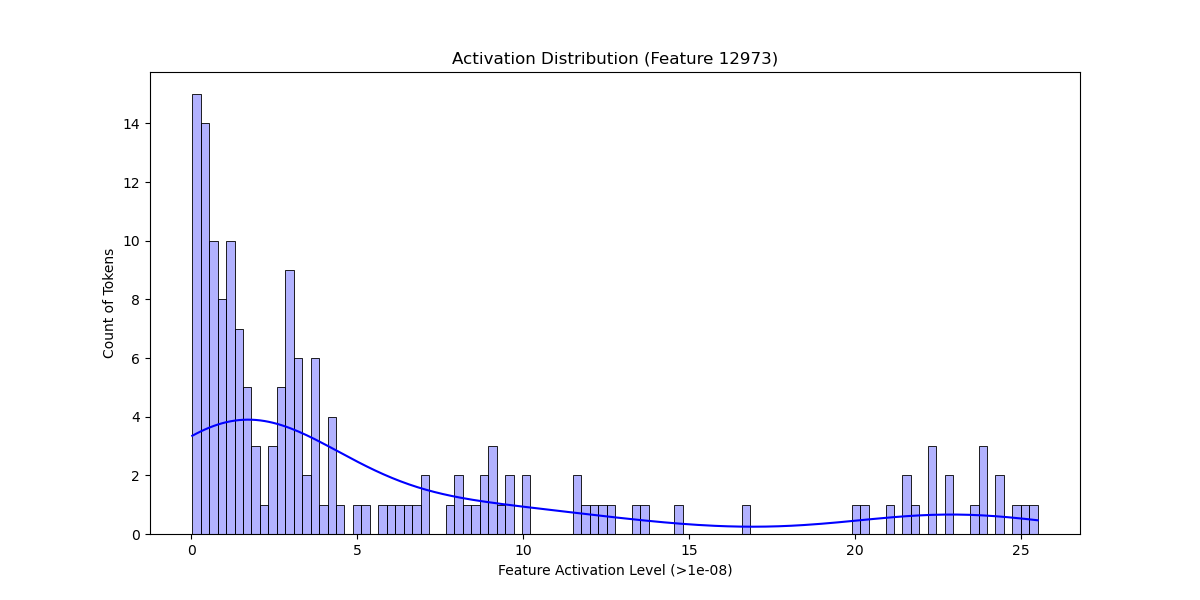 Activation Distribution (Feature 12973)
Count of Tokens
14
12
10
8
6
4
2
0
0 5 10 15 20 25
Feature Activation Level (>1e-08)